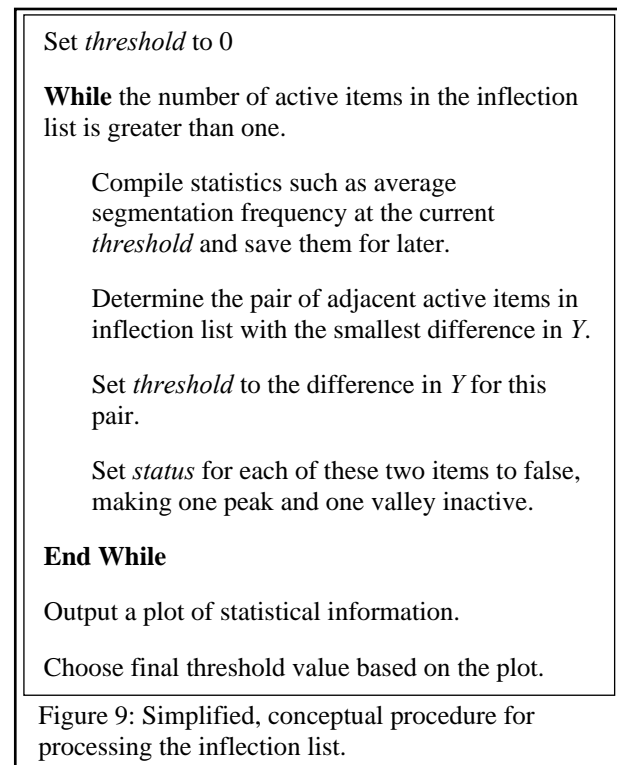 Set threshold to 0
While the number of active items in the inflection
list is greater than one.
Compile statistics such as average
segmentation frequency at the current
threshold and save them for later.
Determine the pair of adjacent active items in
inflection list with the smallest difference in Y.
Set threshold to the difference in Y for this
pair.
Set status for each of these two items to false,
making one peak and one valley inactive.
End While
Output a plot of statistical information.
Choose final threshold value based on the plot.
Figure 9: Simplified, conceptual procedure for
processing the inflection list.